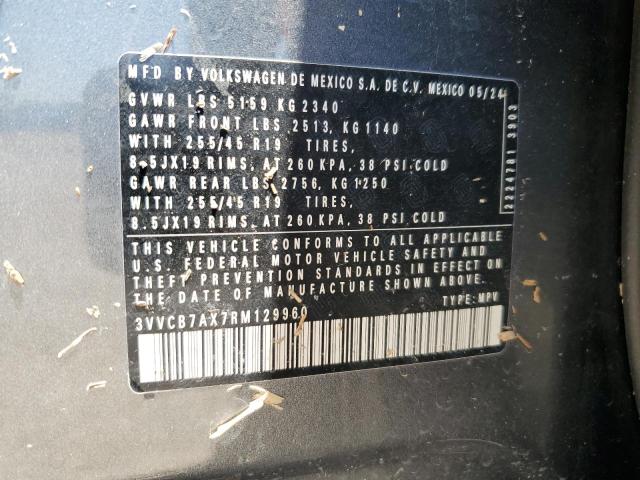 MFD BY VOLKSWAGEN DE MEXICO S.A. DE C.V. MEXICO 05/24
GVWR LBS 5159 KG 2340
GAWR FRONT LBS 2513, KG 1140
WITH 255/45 R19 TIRES,
8.5JX19 RIMS, AT 260 KPA, 38 PSI COLD
GAWR REAR LBS 2756, KG 1250
WITH 255/45 R19 TIRES,
8.5JX19 RIMS, AT 260 KPA, 38 PSI COLD
THIS VEHICLE CONFORMS TO ALL APPLICABLE
U.S. FEDERAL MOTOR VEHICLE SAFETY AND
THEFT PREVENTION STANDARDS IN EFFECT ON
THE DATE OF MANUFACTURE SHOWN ABOVE.
3VVCB7AX7RM129960 TYPE: MPV
3903